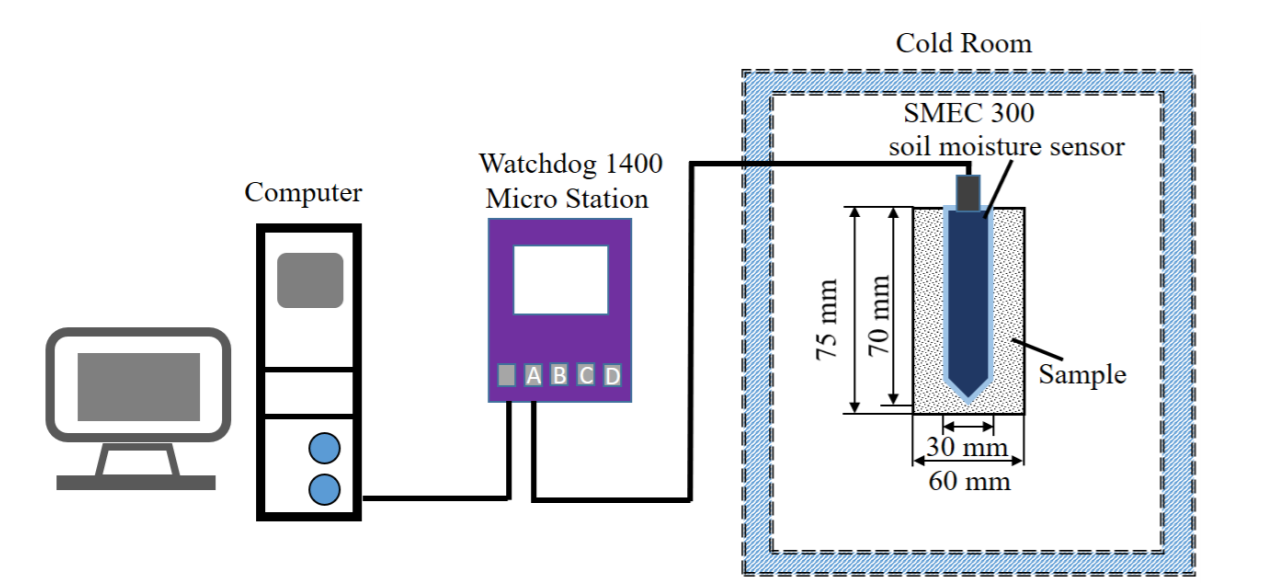 Cold Room
SMEC 300
soil moisture sensor
Watchdog 1400
Micro Station
Computer
75 mm
70 mm
A B C D
Sample
30 mm
60 mm